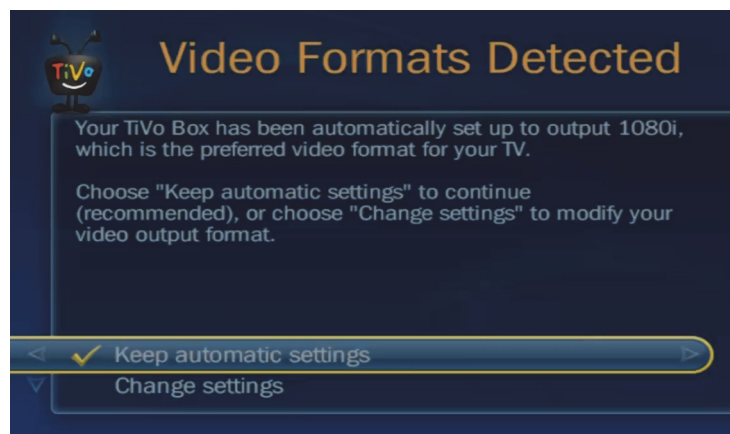 TiVo
Video Formats Detected
Your TiVo Box has been automatically set up to output 1080i,
which is the preferred video format for your TV.
Choose "Keep automatic settings" to continue
(recommended), or choose "Change settings" to modify your
video output format.
Keep automatic settings
Change settings